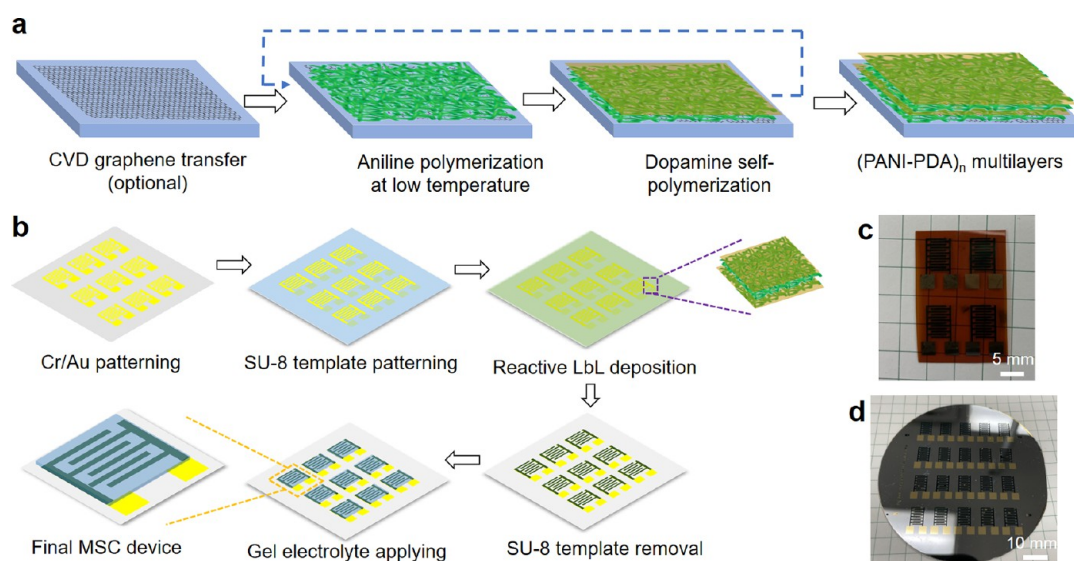 a
CVD graphene transfer
(optional)
Aniline polymerization
at low temperature
Dopamine self-
polymerization
(PANI-PDA)n multilayers
b
Cr/Au patterning
SU-8 template patterning
Reactive LbL deposition
Final MSC device
Gel electrolyte applying
SU-8 template removal
c
5 mm
d
10 mm